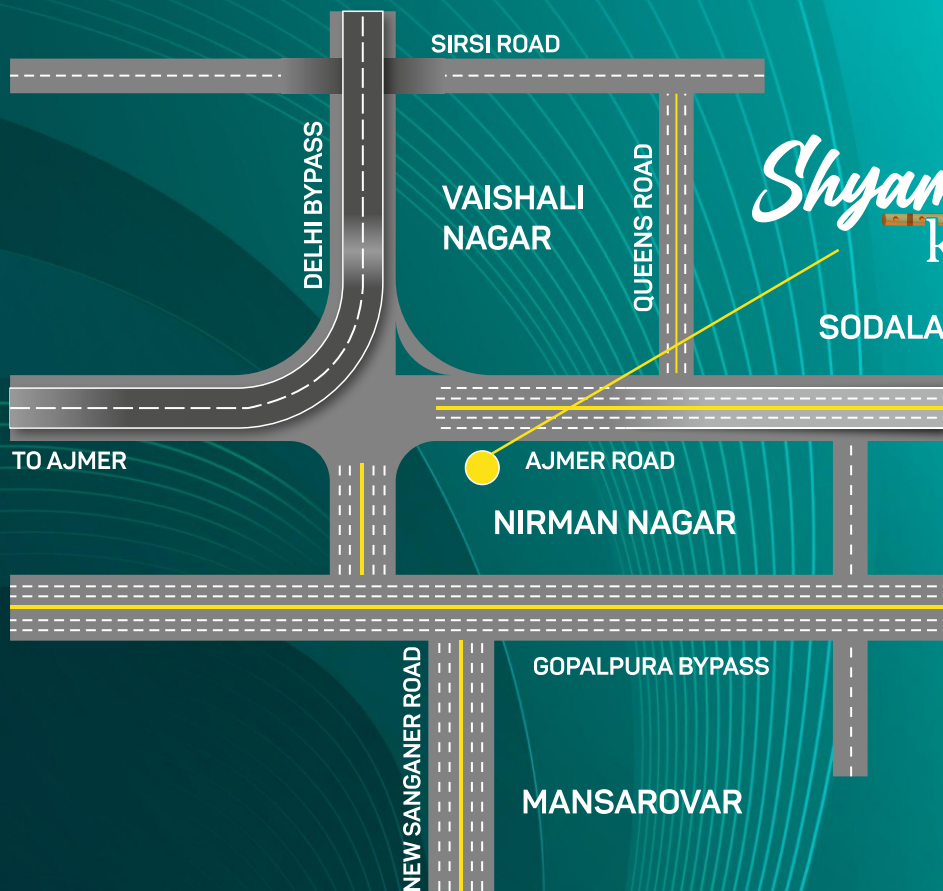 SIRSI ROAD
DELHI BYPASS
VAISHALI
NAGAR
QUEENS ROAD
Shyam
k
SODALA
TO AJMER
AJMER ROAD
NIRMAN NAGAR
GOPALPURA BYPASS
NEW SANGANER ROAD
MANSAROVAR